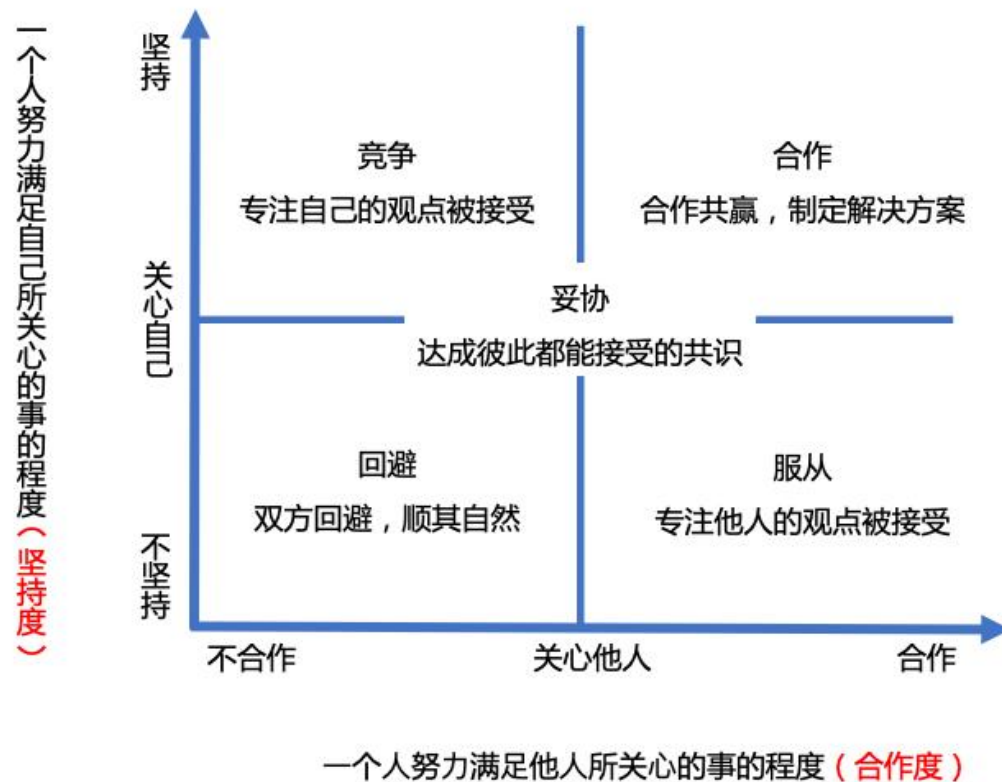 一个人努力满足自己所关心的事的程度（坚持度）
坚持
关心自己
不坚持
竞争
专注自己的观点被接受
合作
合作共赢，制定解决方案
妥协
达成彼此都能接受的共识
回避
双方回避，顺其自然
服从
专注他人的观点被接受
不合作
关心他人
合作
一个人努力满足他人所关心的事的程度（合作度）